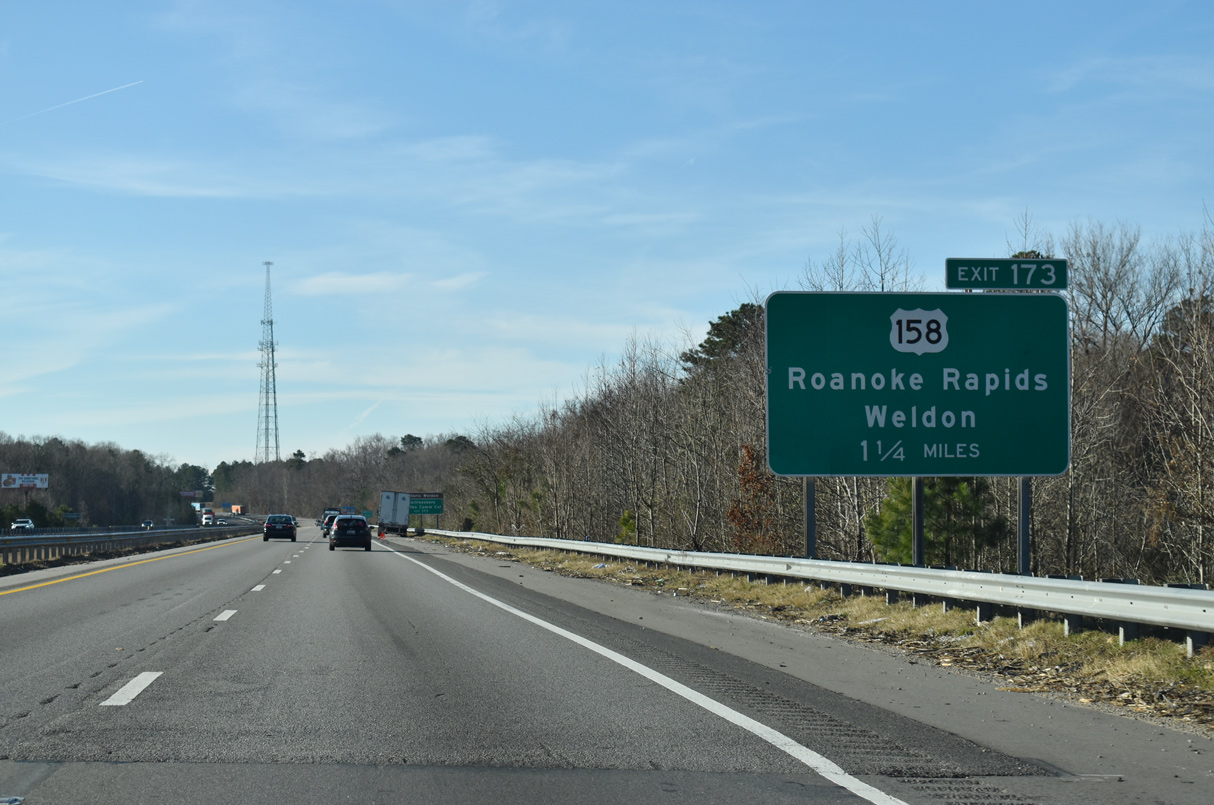 EXIT 173
158
Roanoke Rapids
Weldon
1 1/4 MILES